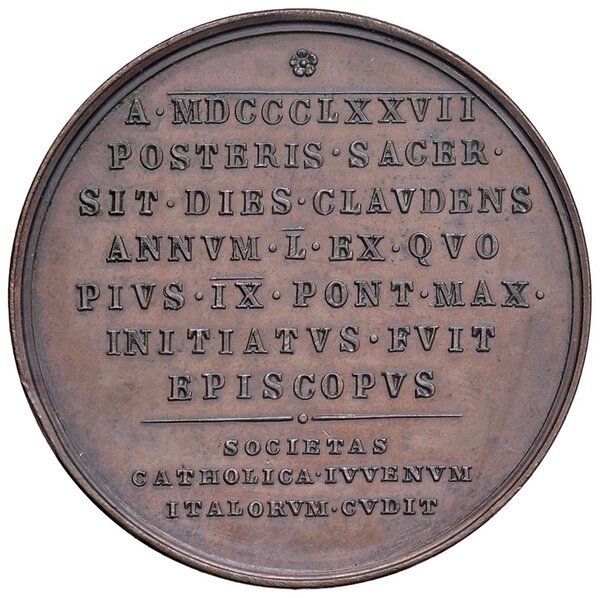 A·MDCCCLXXVII
POSTERIS·SACER·
SIT·DIES·CLAVDENS
ANNVM·L̅·EX·QVO
PIVS·I̅X̅·PONT·MAX·
INITIATVS·FVIT
EPISCOPVS
SOCIETAS
CATHOLICA·IVVENVM
ITALORVM·CVDIT